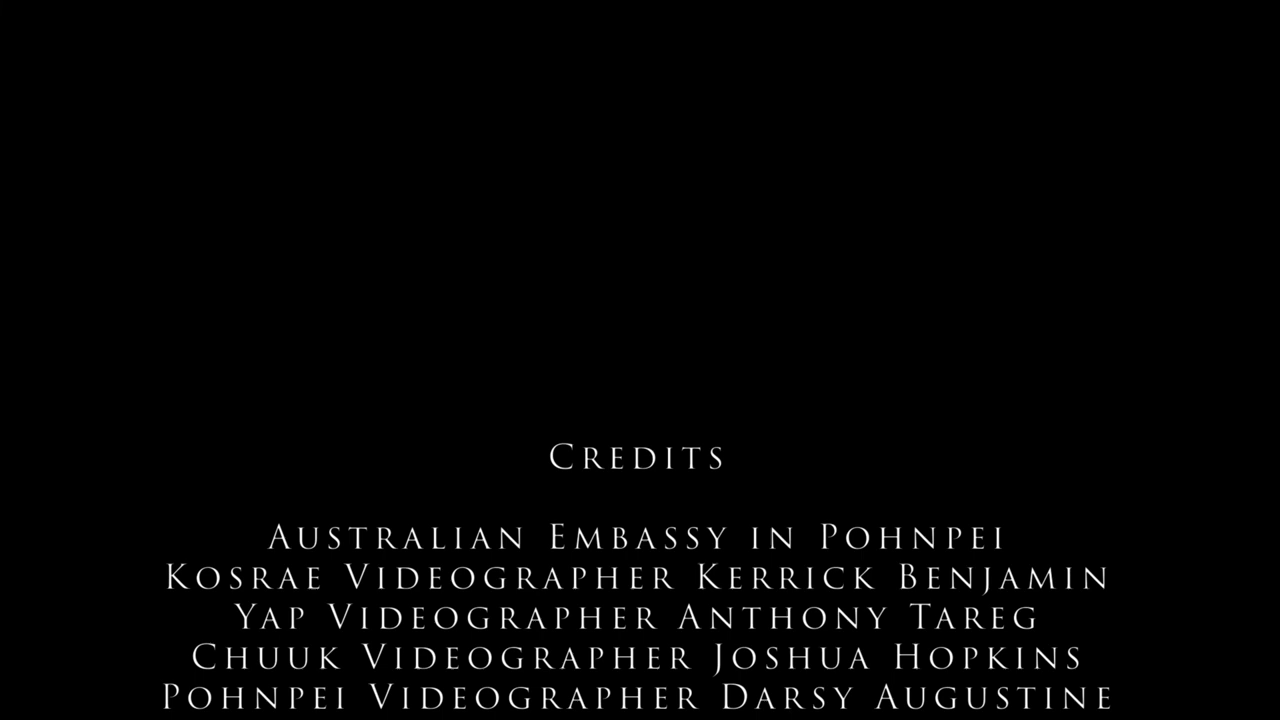 Credits
Australian Embassy in Pohnpei
Kosrae Videographer Kerrick Benjamin
Yap Videographer Anthony Tareg
Chuuk Videographer Joshua Hopkins
Pohnpei Videographer Darsy Augustine